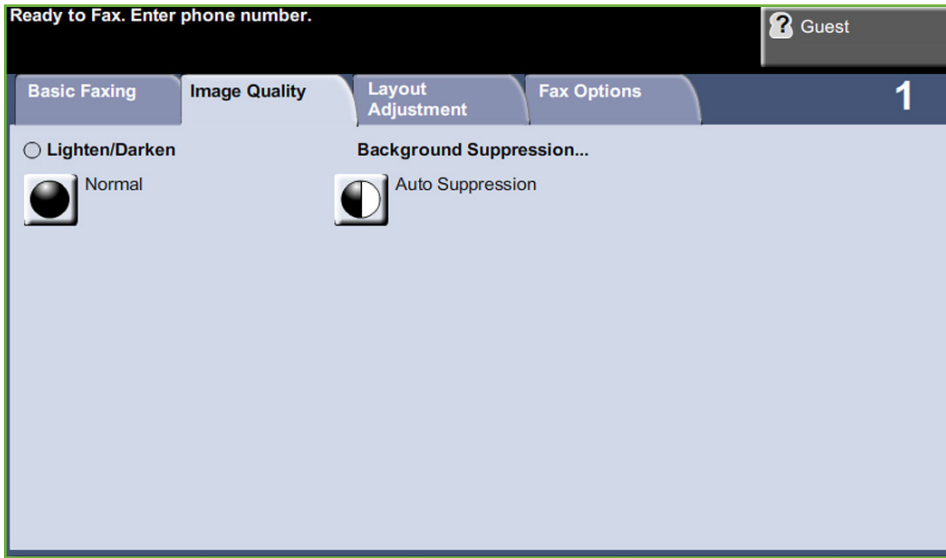 Ready to Fax. Enter phone number.
Guest
Basic Faxing
Image Quality
Layout
Adjustment
Fax Options
1
Lighten/Darken
Background Suppression...
Normal
Auto Suppression